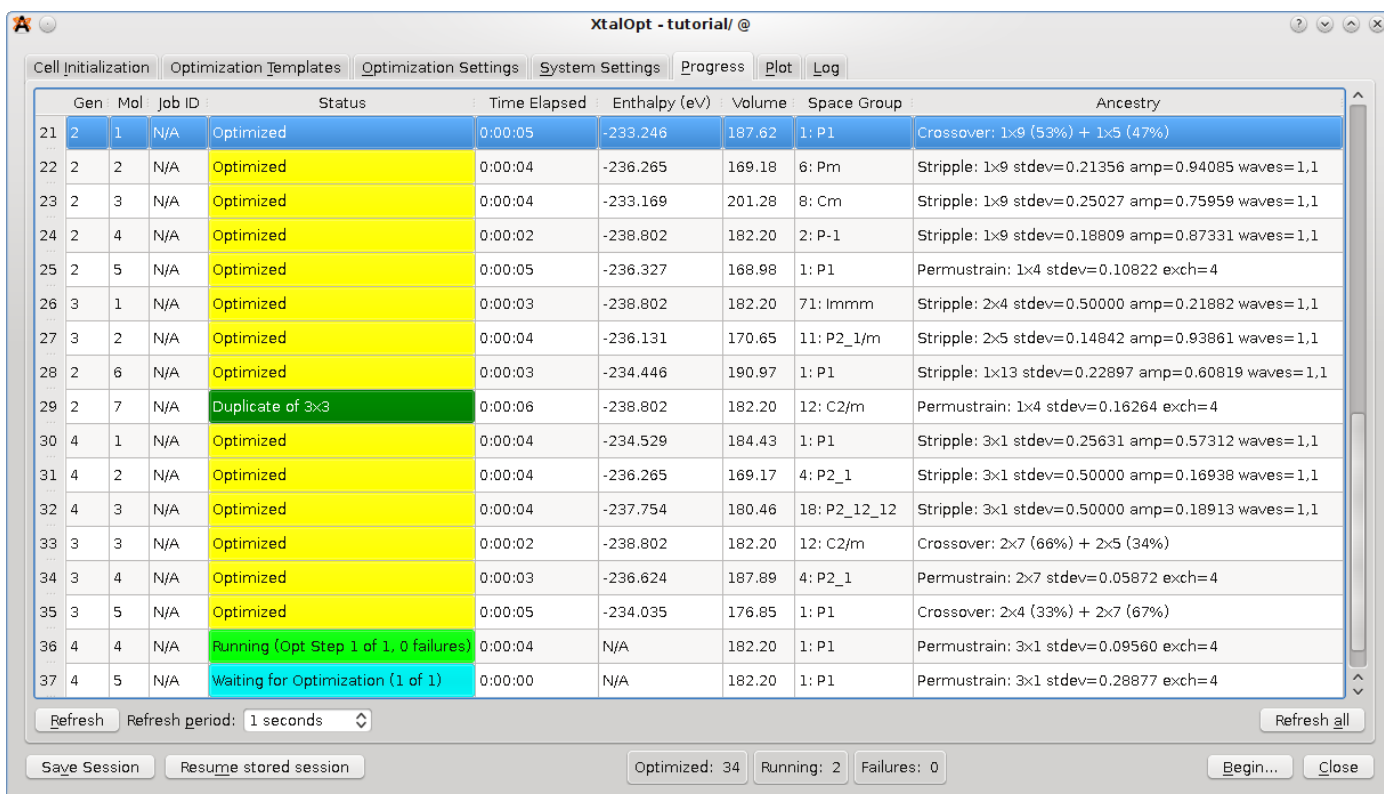 XtalOpt - tutorial/ @
Cell Initialization Optimization Templates Optimization Settings System Settings Progress Plot Log
Gen Mol Job ID Status Time Elapsed Enthalpy (eV) Volume Space Group Ancestry
21 2 1 N/A Optimized 0:00:05 -233.246 187.62 1: P1 Crossover: 1x9 (53%) + 1x5 (47%)
22 2 2 N/A Optimized 0:00:04 -236.265 169.18 6: Pm Stripple: 1x9 stdev=0.21356 amp=0.94085 waves=1,1
23 2 3 N/A Optimized 0:00:04 -233.169 201.28 8: Cm Stripple: 1x9 stdev=0.25027 amp=0.75959 waves=1,1
24 2 4 N/A Optimized 0:00:02 -238.802 182.20 2: P-1 Stripple: 1x9 stdev=0.18809 amp=0.87331 waves=1,1
25 2 5 N/A Optimized 0:00:05 -236.327 168.98 1: P1 Permustrain: 1x4 stdev=0.10822 exch=4
26 3 1 N/A Optimized 0:00:03 -238.802 182.20 71: Immm Stripple: 2x4 stdev=0.50000 amp=0.21882 waves=1,1
27 3 2 N/A Optimized 0:00:04 -236.131 170.65 11: P2_1/m Stripple: 2x5 stdev=0.14842 amp=0.93861 waves=1,1
28 2 6 N/A Optimized 0:00:03 -234.446 190.97 1: P1 Stripple: 1x13 stdev=0.22897 amp=0.60819 waves=1,1
29 2 7 N/A Duplicate of 3x3 0:00:06 -238.802 182.20 12: C2/m Permustrain: 1x4 stdev=0.16264 exch=4
30 4 1 N/A Optimized 0:00:04 -234.529 184.43 1: P1 Stripple: 3x1 stdev=0.25631 amp=0.57312 waves=1,1
31 4 2 N/A Optimized 0:00:04 -236.265 169.17 4: P2_1 Stripple: 3x1 stdev=0.50000 amp=0.16938 waves=1,1
32 4 3 N/A Optimized 0:00:04 -237.754 180.46 18: P2_12_12 Stripple: 3x1 stdev=0.50000 amp=0.18913 waves=1,1
33 3 3 N/A Optimized 0:00:02 -238.802 182.20 12: C2/m Crossover: 2x7 (66%) + 2x5 (34%)
34 3 4 N/A Optimized 0:00:03 -236.624 187.89 4: P2_1 Permustrain: 2x7 stdev=0.05872 exch=4
35 3 5 N/A Optimized 0:00:05 -234.035 176.85 1: P1 Crossover: 2x4 (33%) + 2x7 (67%)
36 4 4 N/A Running (Opt Step 1 of 1, 0 failures) 0:00:04 N/A 182.20 1: P1 Permustrain: 3x1 stdev=0.09560 exch=4
37 4 5 N/A Waiting for Optimization (1 of 1) 0:00:00 N/A 182.20 1: P1 Permustrain: 3x1 stdev=0.28877 exch=4
Refresh Refresh period: 1 seconds Refresh all
Save Session Resume stored session Optimized: 34 Running: 2 Failures: 0 Begin... Close